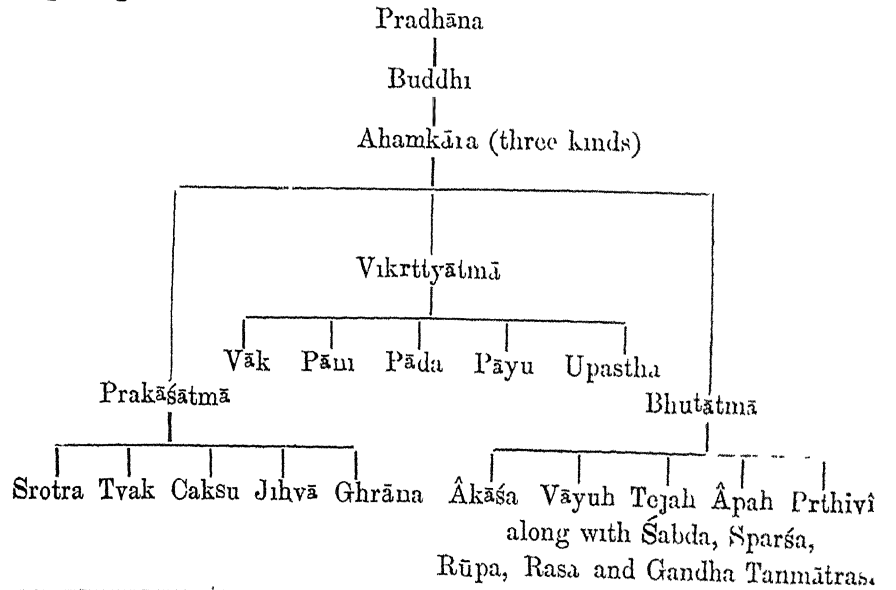 Pradhāna
Buddhi
Ahamkāra (three kinds)
Vikrttyātmā
Vāk Pāni Pāda Pāyu Upastha
Prakāśātmā
Bhutātmā
Srotra Tvak Caksu Jihvā Ghrāna Âkāśa Vāyuh Tejah Âpah Prthivî
along with Śabda, Sparśa,
Rūpa, Rasa and Gandha Tanmātras.